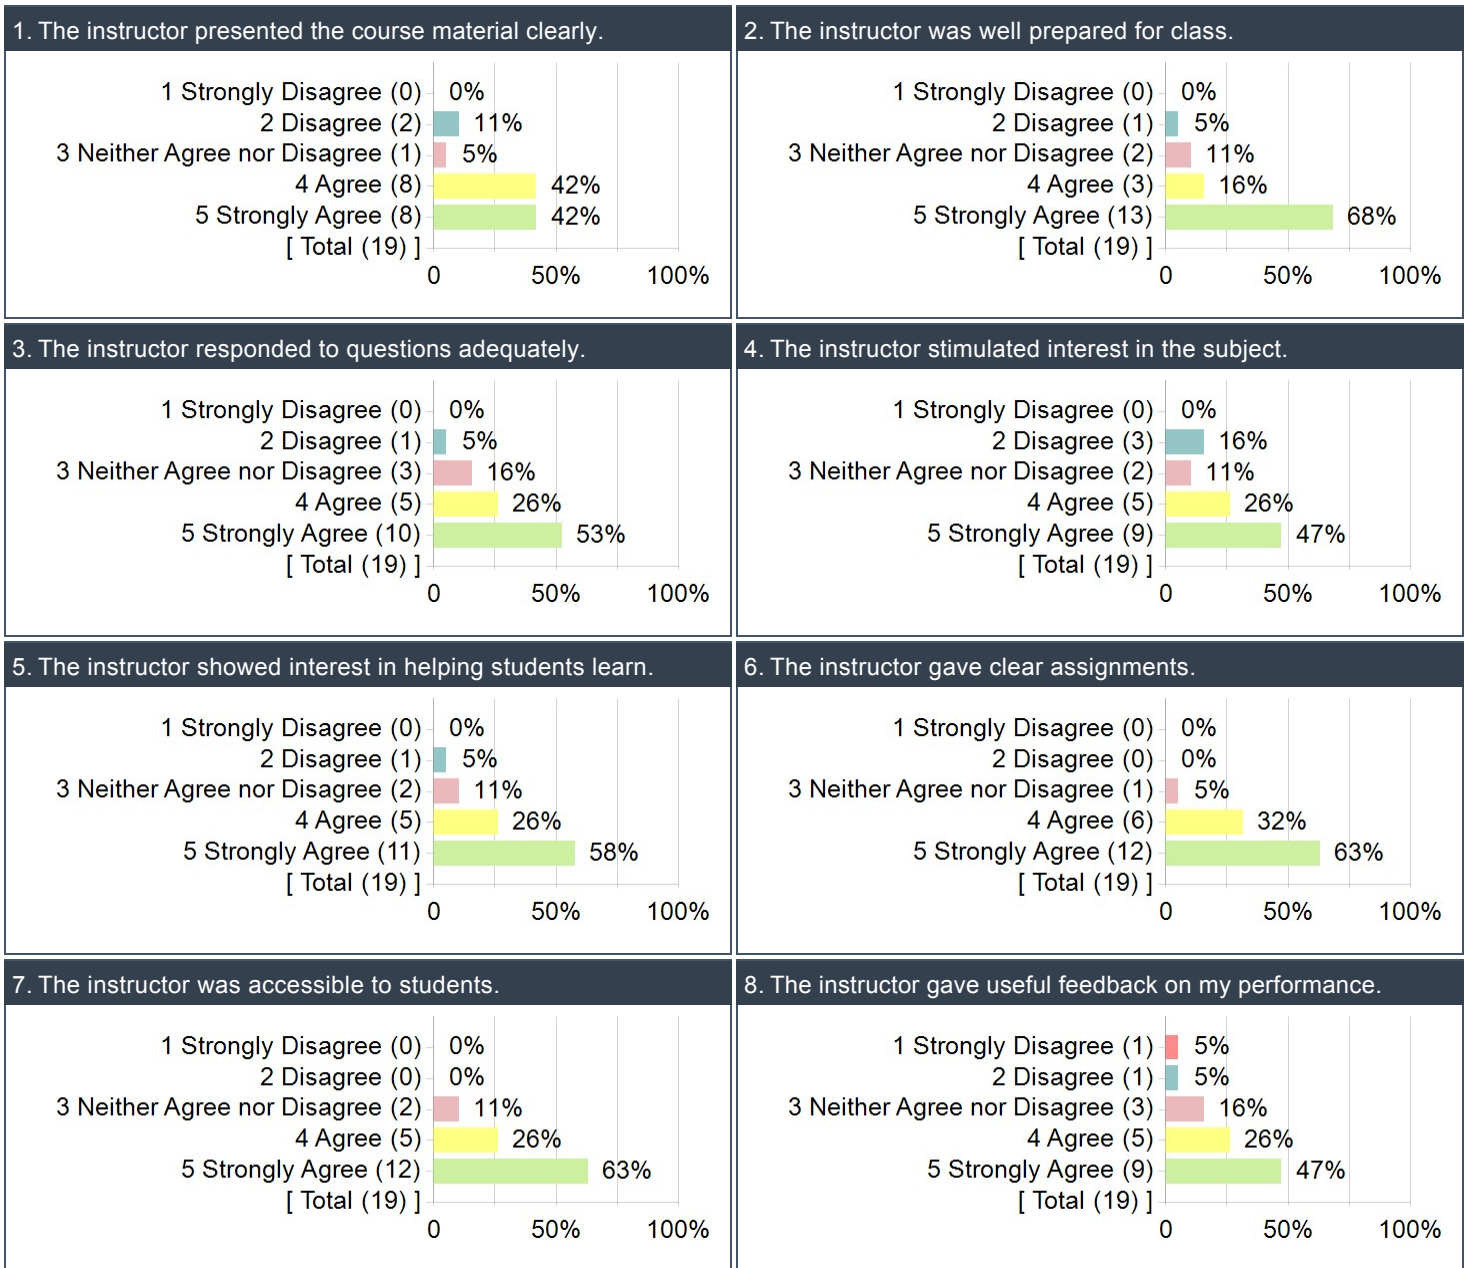 1. The instructor presented the course material clearly.
1 Strongly Disagree (0) 0%
2 Disagree (2) 11%
3 Neither Agree nor Disagree (1) 5%
4 Agree (8) 42%
5 Strongly Agree (8) 42%
[ Total (19) ]
0 50% 100%
2. The instructor was well prepared for class.
1 Strongly Disagree (0) 0%
2 Disagree (1) 5%
3 Neither Agree nor Disagree (2) 11%
4 Agree (3) 16%
5 Strongly Agree (13) 68%
[ Total (19) ]
0 50% 100%
3. The instructor responded to questions adequately.
1 Strongly Disagree (0) 0%
2 Disagree (1) 5%
3 Neither Agree nor Disagree (3) 16%
4 Agree (5) 26%
5 Strongly Agree (10) 53%
[ Total (19) ]
0 50% 100%
4. The instructor stimulated interest in the subject.
1 Strongly Disagree (0) 0%
2 Disagree (3) 16%
3 Neither Agree nor Disagree (2) 11%
4 Agree (5) 26%
5 Strongly Agree (9) 47%
[ Total (19) ]
0 50% 100%
5. The instructor showed interest in helping students learn.
1 Strongly Disagree (0) 0%
2 Disagree (1) 5%
3 Neither Agree nor Disagree (2) 11%
4 Agree (5) 26%
5 Strongly Agree (11) 58%
[ Total (19) ]
0 50% 100%
6. The instructor gave clear assignments.
1 Strongly Disagree (0) 0%
2 Disagree (0) 0%
3 Neither Agree nor Disagree (1) 5%
4 Agree (6) 32%
5 Strongly Agree (12) 63%
[ Total (19) ]
0 50% 100%
7. The instructor was accessible to students.
1 Strongly Disagree (0) 0%
2 Disagree (0) 0%
3 Neither Agree nor Disagree (2) 11%
4 Agree (5) 26%
5 Strongly Agree (12) 63%
[ Total (19) ]
0 50% 100%
8. The instructor gave useful feedback on my performance.
1 Strongly Disagree (1) 5%
2 Disagree (1) 5%
3 Neither Agree nor Disagree (3) 16%
4 Agree (5) 26%
5 Strongly Agree (9) 47%
[ Total (19) ]
0 50% 100%